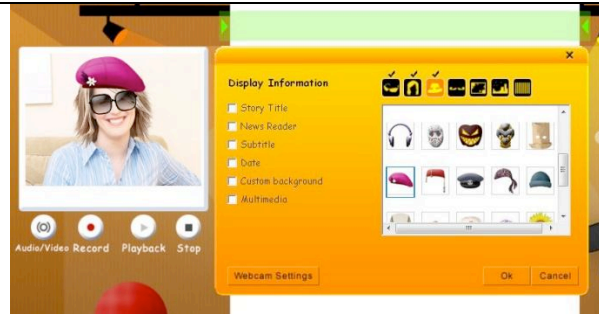 Display Information
Story Title
News Reader
Subtitle
Date
Custom background
Multimedia
Audio/Video Record Playback Stop
Webcam Settings Ok Cancel